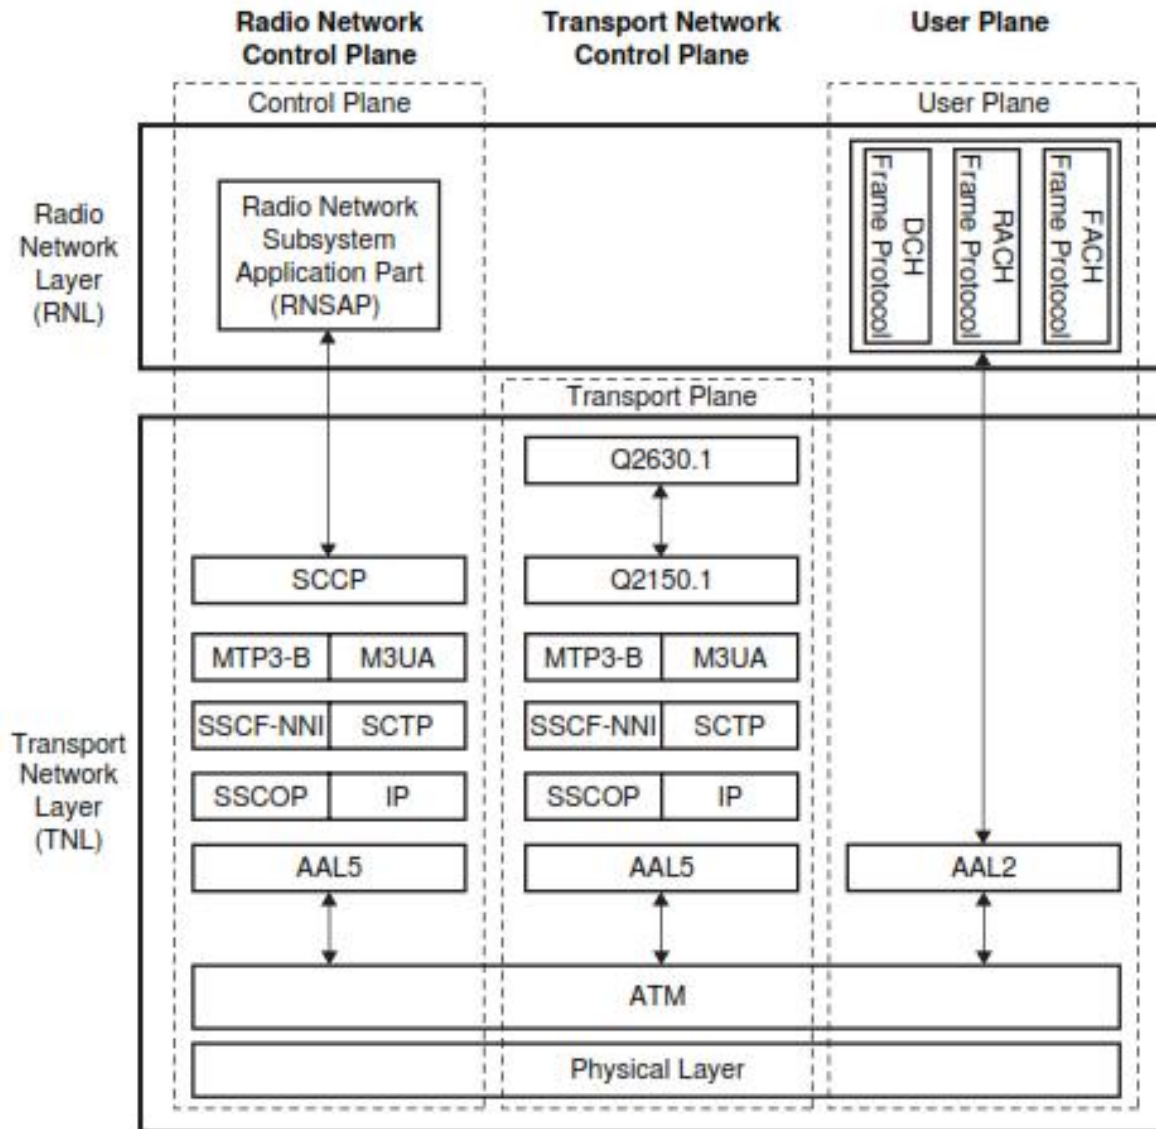 Radio Network
Control Plane
Transport Network
Control Plane
User Plane
Control Plane
User Plane
Radio
Network
Layer
(RNL)
Radio Network
Subsystem
Application Part
(RNSAP)
DCH
Frame Protocol
RACH
Frame Protocol
FACH
Frame Protocol
Transport Plane
Transport
Network
Layer
(TNL)
Q2630.1
SCCP
Q2150.1
MTP3-B
M3UA
MTP3-B
M3UA
SSCF-NNI
SCTP
SSCF-NNI
SCTP
SSCOP
IP
SSCOP
IP
AAL5
AAL5
AAL2
ATM
Physical Layer